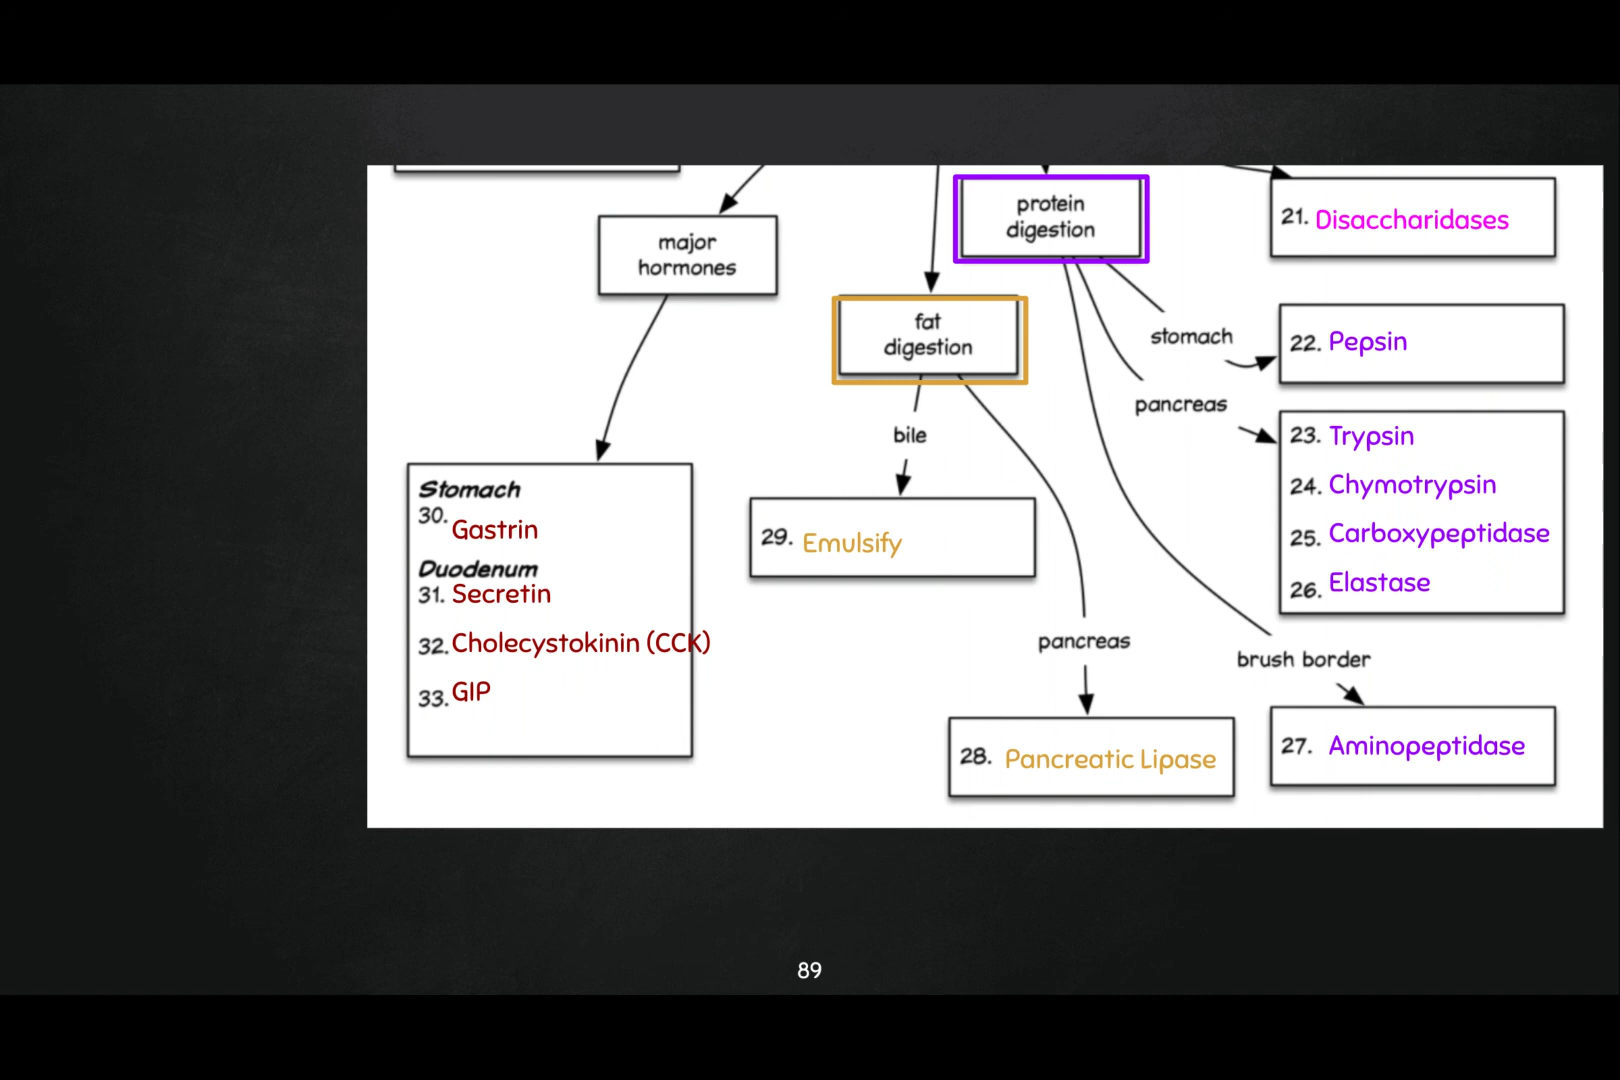 protein
digestion
21. Disaccharidases
major
hormones
fat
digestion
stomach
22. Pepsin
pancreas
23. Trypsin
24. Chymotrypsin
25. Carboxypeptidase
26. Elastase
bile
29. Emulsify
Stomach
30. Gastrin
Duodenum
31. Secretin
32. Cholecystokinin (CCK)
33. GIP
pancreas
28. Pancreatic Lipase
brush border
27. Aminopeptidase
89